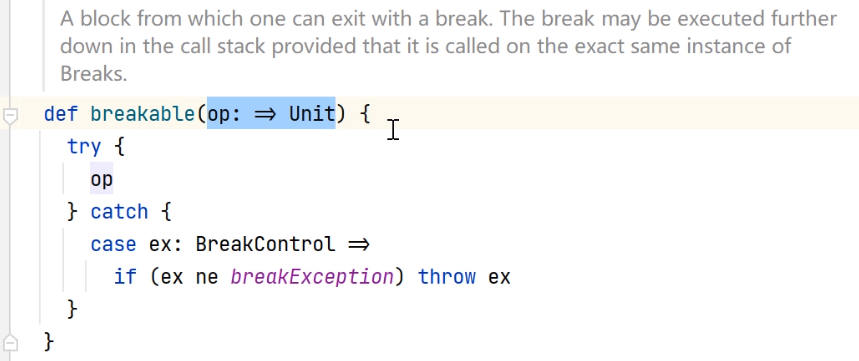 A block from which one can exit with a break. The break may be executed further
down in the call stack provided that it is called on the exact same instance of
Breaks.
def breakable(op: ⇒ Unit) {
try {
op
} catch {
case ex: BreakControl ⇒
if (ex ne breakException) throw ex
}
}